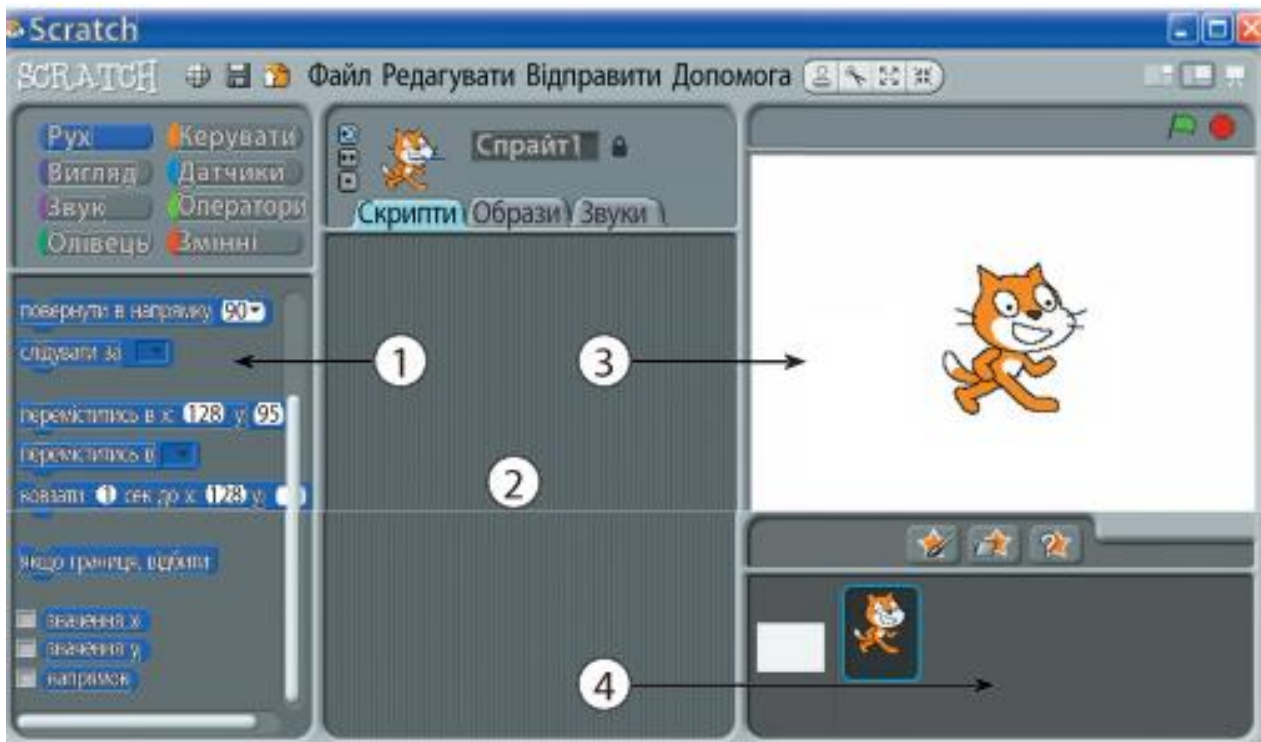 Scratch
SCRATCH Файл Редагувати Відправити Допомога
Рух Керувати
Вигляд Датчики
Звук Оператори
Олівець Змінні
Спрайт1
Скрипти Образи Звуки
повернути в напрямку 90
слідувати за
переміститись в x: 128 y: 95
переміститись в
ковзати 1 сек до x: 128 y:
якщо границя, відбити
значення x
значення y
напрямок
1
3
2
4